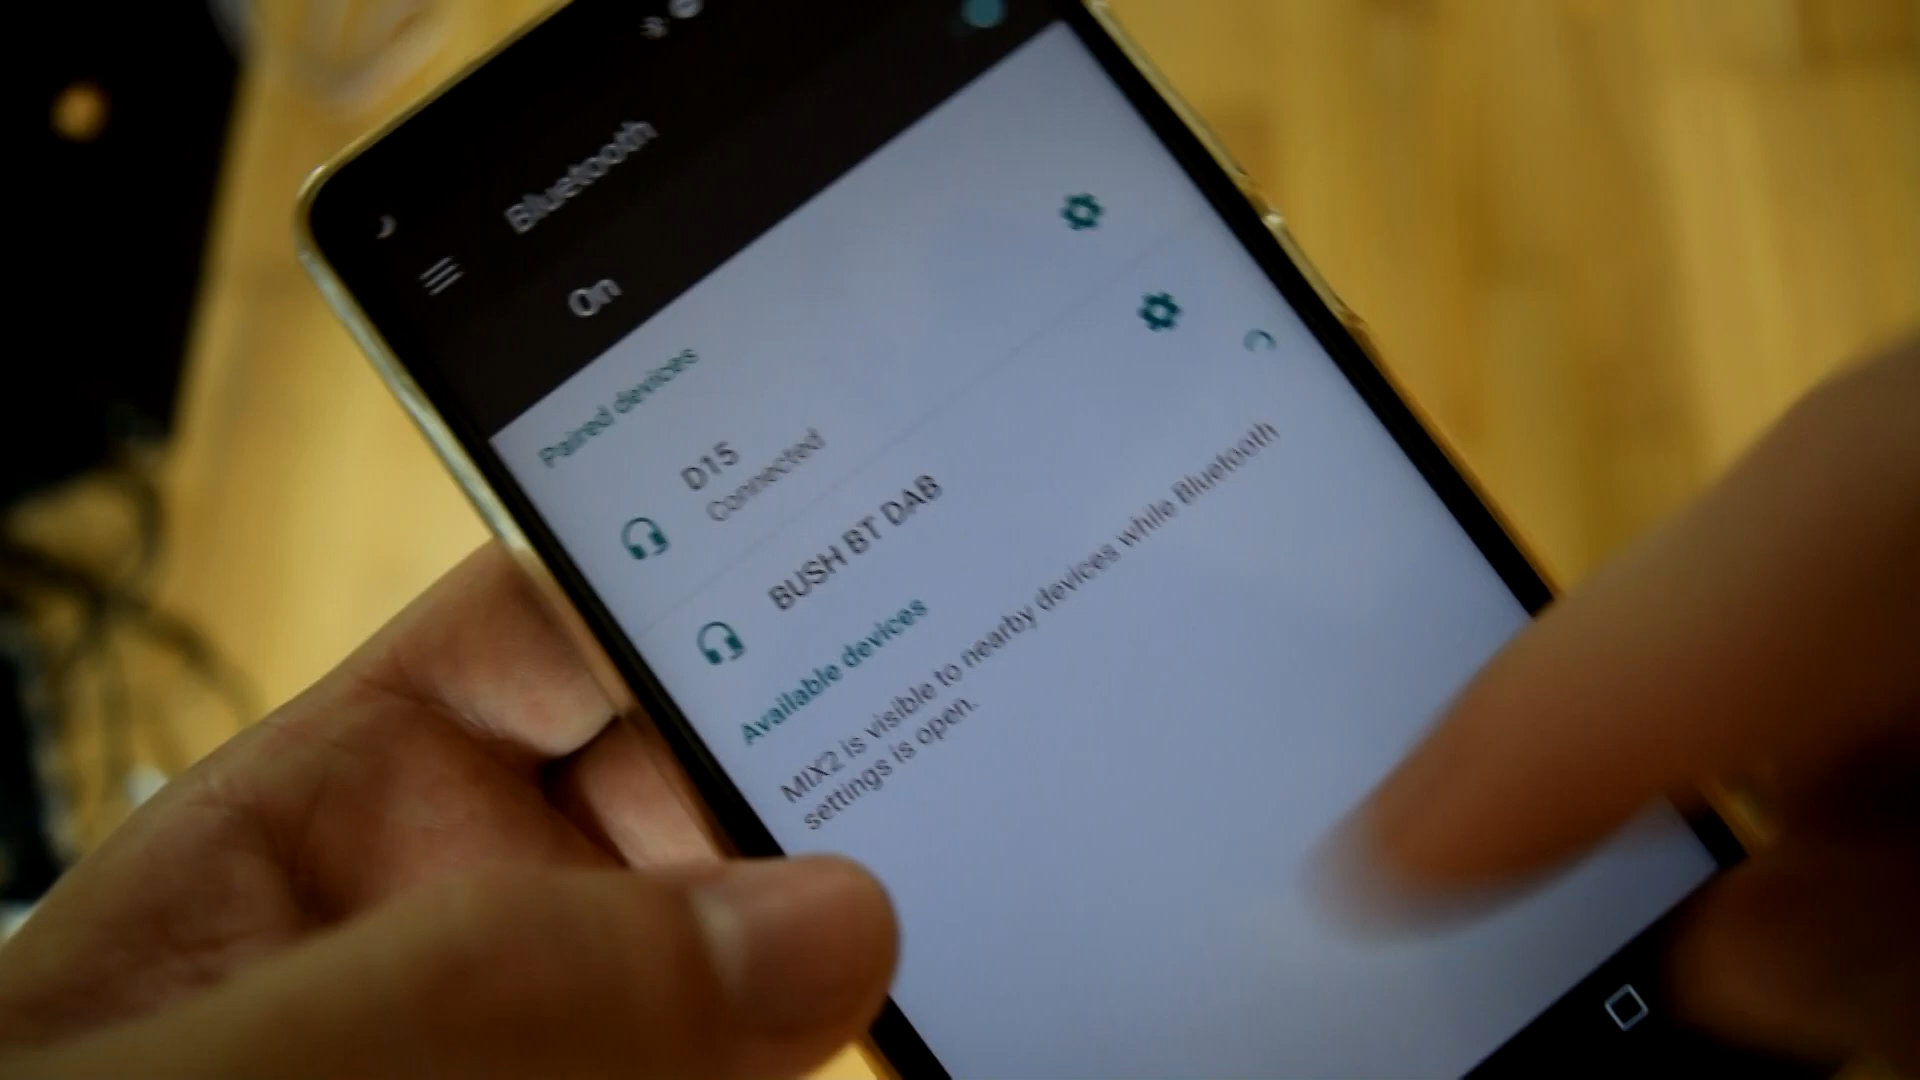 Bluetooth
On
Paired devices
D15
Connected
BUSH BT DAB
Available devices
MIX2 is visible to nearby devices while Bluetooth
settings is open.